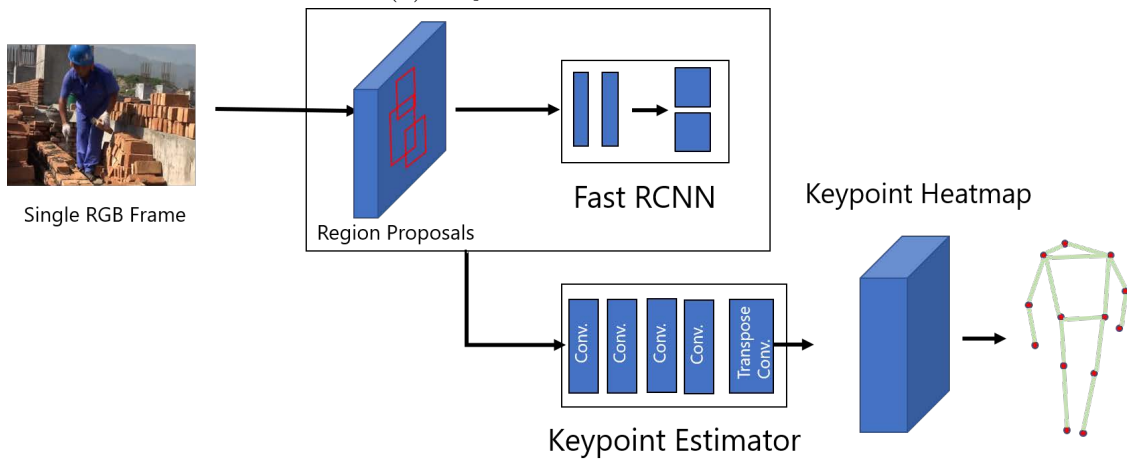 Single RGB Frame
Region Proposals
Fast RCNN
Keypoint Heatmap
Conv.
Conv.
Conv.
Conv.
Transpose
Conv.
Keypoint Estimator